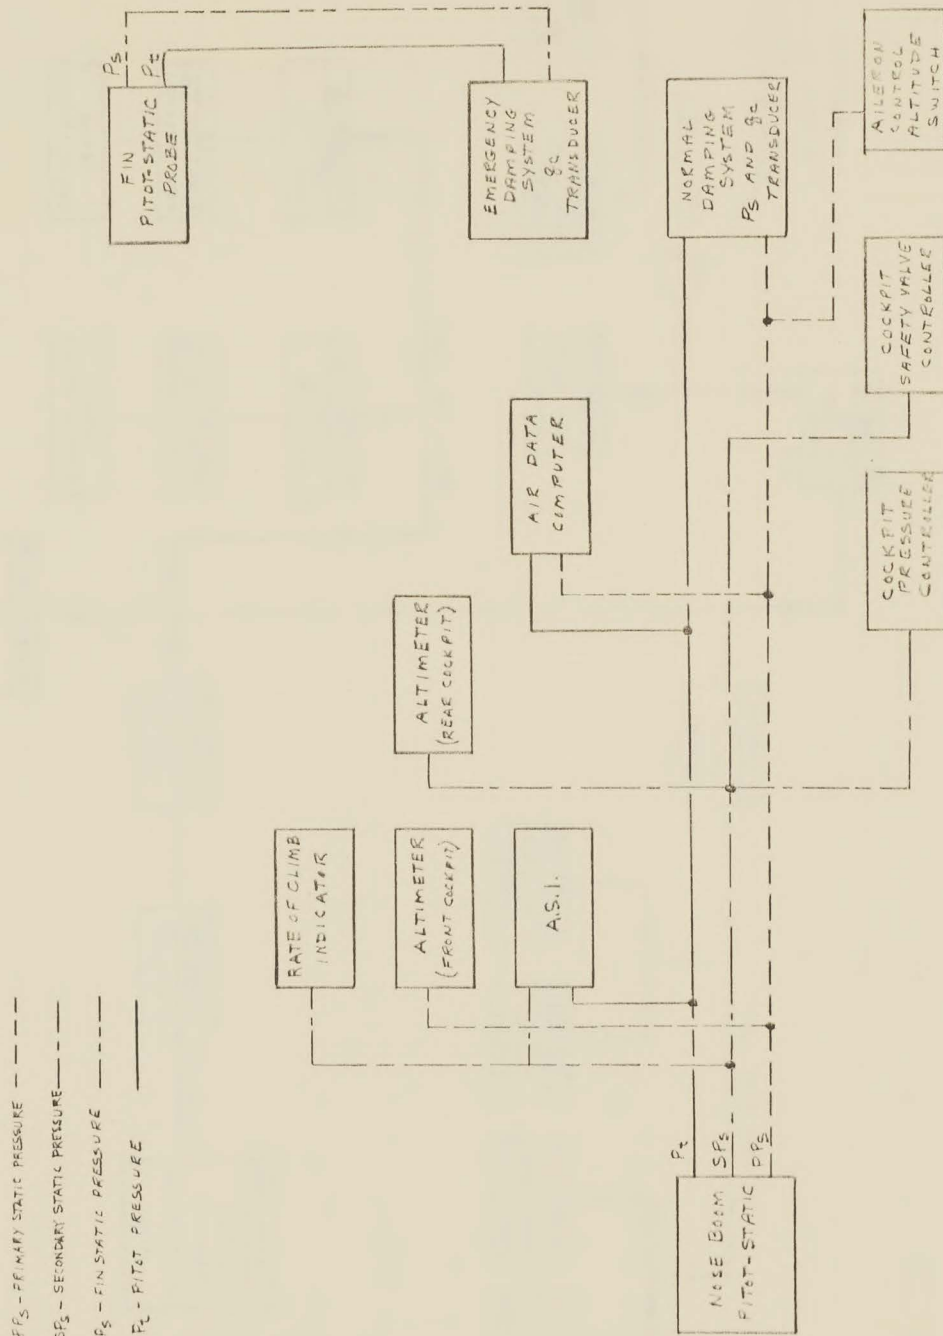 PPs - PRIMARY STATIC PRESSURE
SPs - SECONDARY STATIC PRESSURE
Ps - FIN STATIC PRESSURE
Pt - PITOT PRESSURE
FIN
PITOT-STATIC
PROBE
Ps
Pt
EMERGENCY
DAMPING
SYSTEM
qc
TRANSDUCER
NORMAL
DAMPING
SYSTEM
Ps AND qc
TRANSDUCER
AILERON
CONTROL
ALTITUDE
SWITCH
COCKPIT
SAFETY VALVE
CONTROLLER
AIR DATA
COMPUTER
COCKPIT
PRESSURE
CONTROLLER
ALTIMETER
(REAR COCKPIT)
RATE OF CLIMB
INDICATOR
ALTIMETER
(FRONT COCKPIT)
A.S.I.
NOSE BOOM
PITOT-STATIC
Pt
SPs
PPs